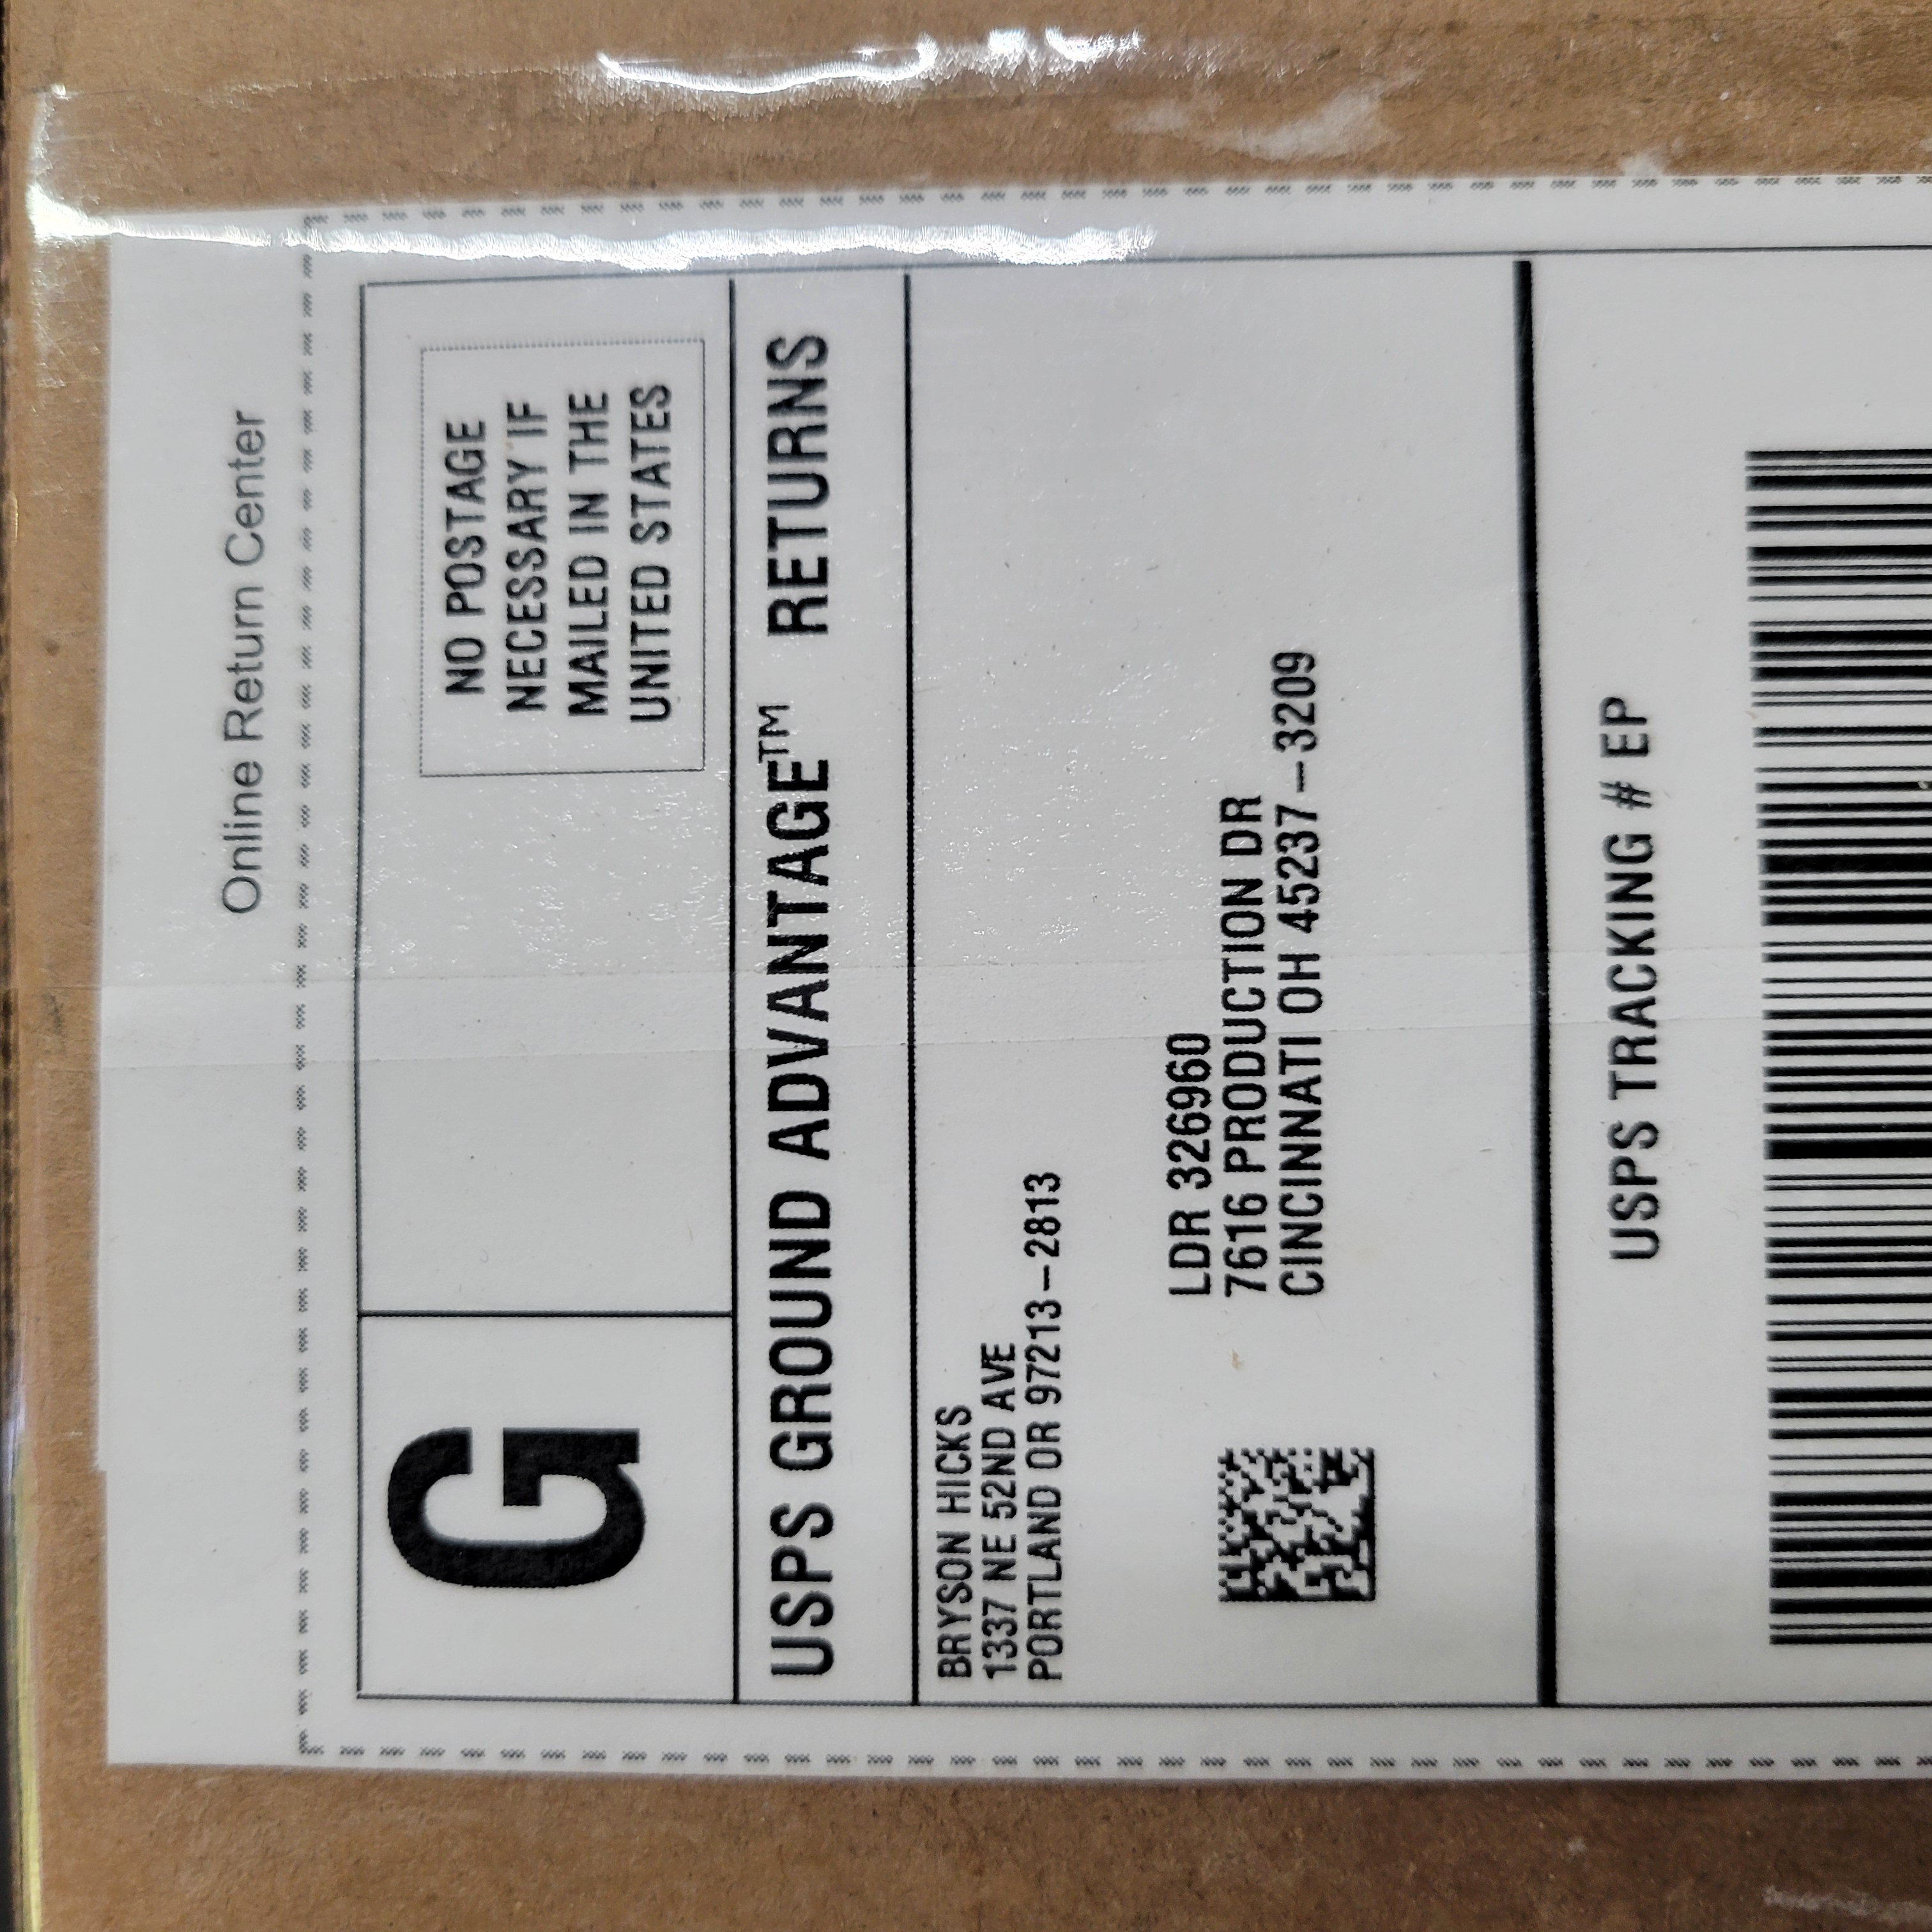 Online Return Center
G
NO POSTAGE
NECESSARY IF
MAILED IN THE
UNITED STATES
USPS GROUND ADVANTAGE™ RETURNS
BRYSON HICKS
1337 NE 52ND AVE
PORTLAND OR 97213-2813
LDR 326960
7616 PRODUCTION DR
CINCINNATI OH 45237-3209
USPS TRACKING # EP